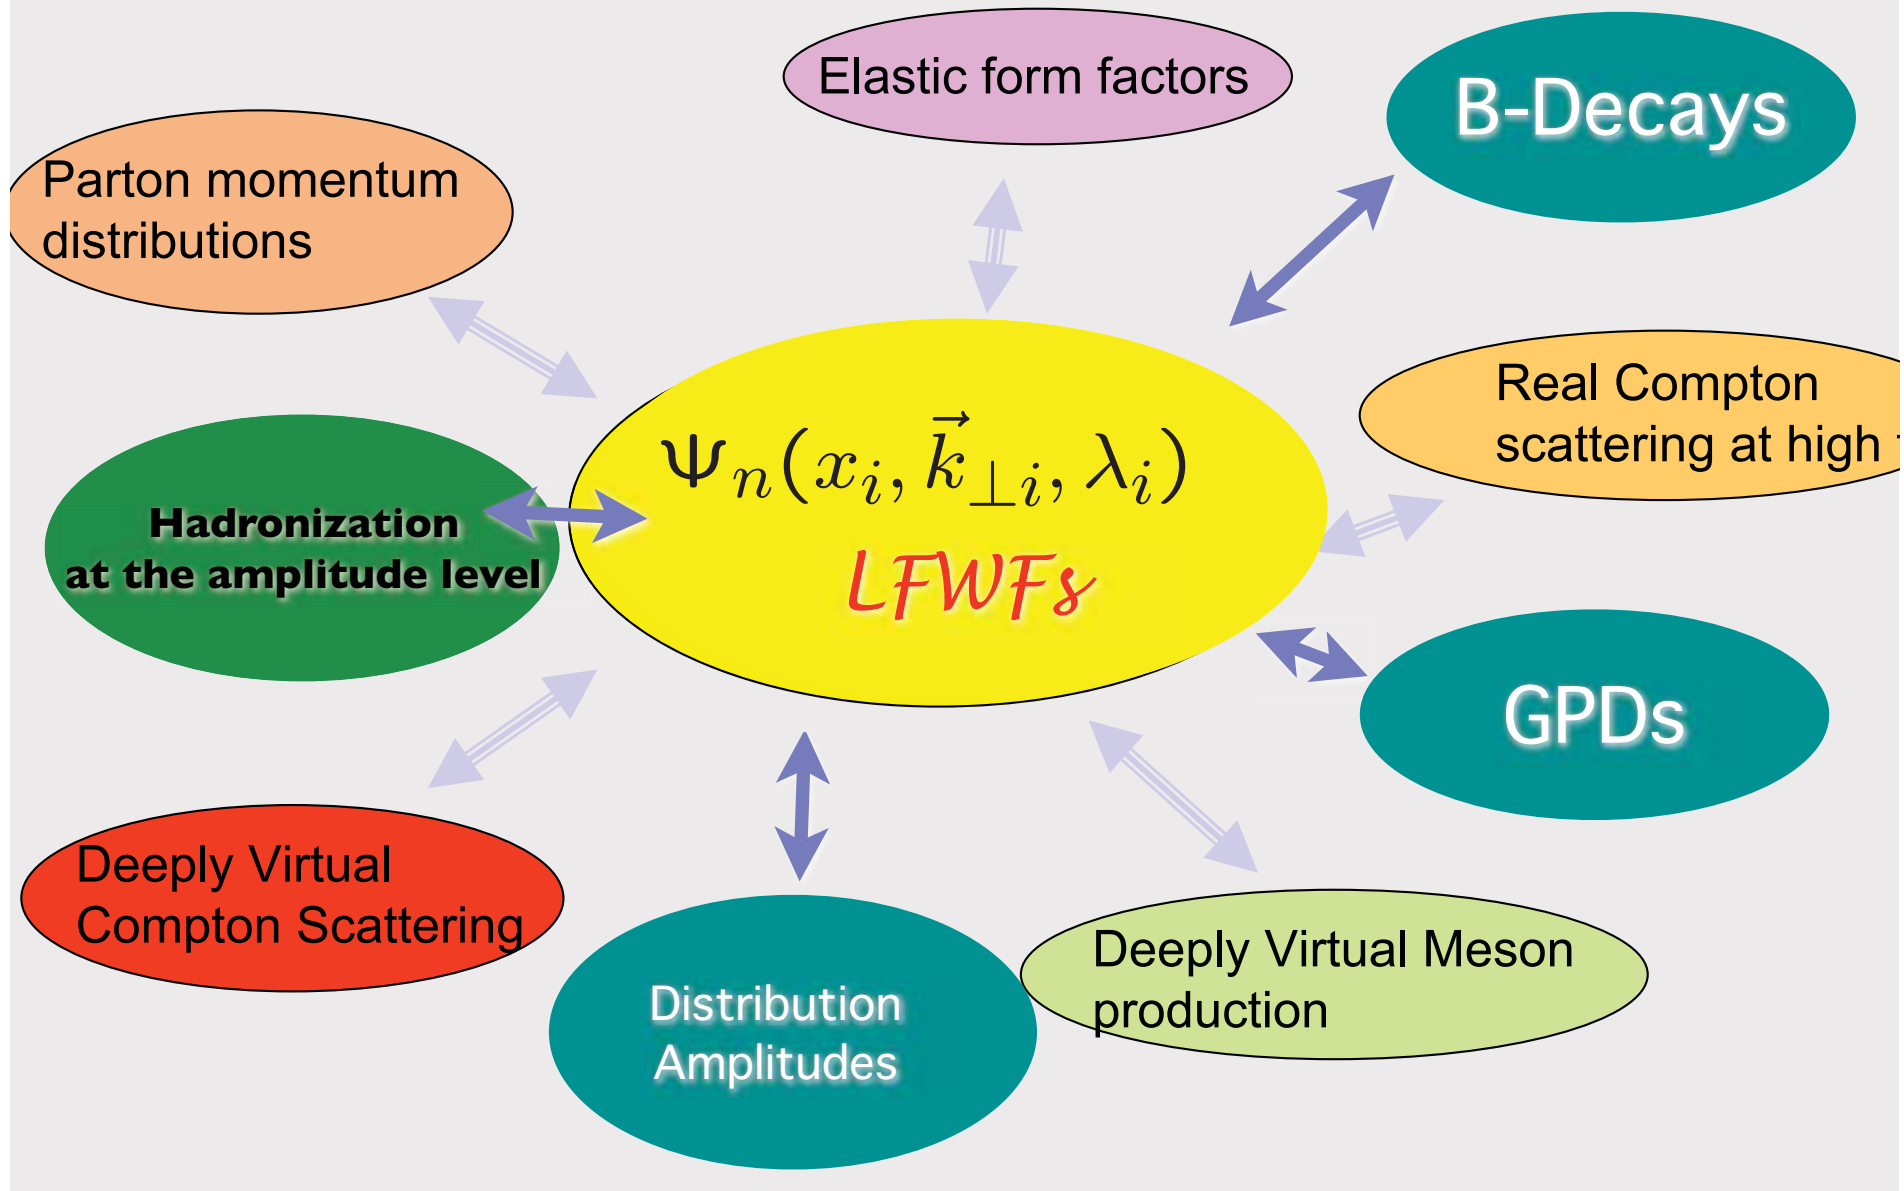 Elastic form factors
B-Decays
Parton momentum
distributions
Real Compton
scattering at high t
Ψₙ(xᵢ, k⃗⊥ᵢ, λᵢ)
LFWFs
Hadronization
at the amplitude level
GPDs
Deeply Virtual
Compton Scattering
Distribution
Amplitudes
Deeply Virtual Meson
production